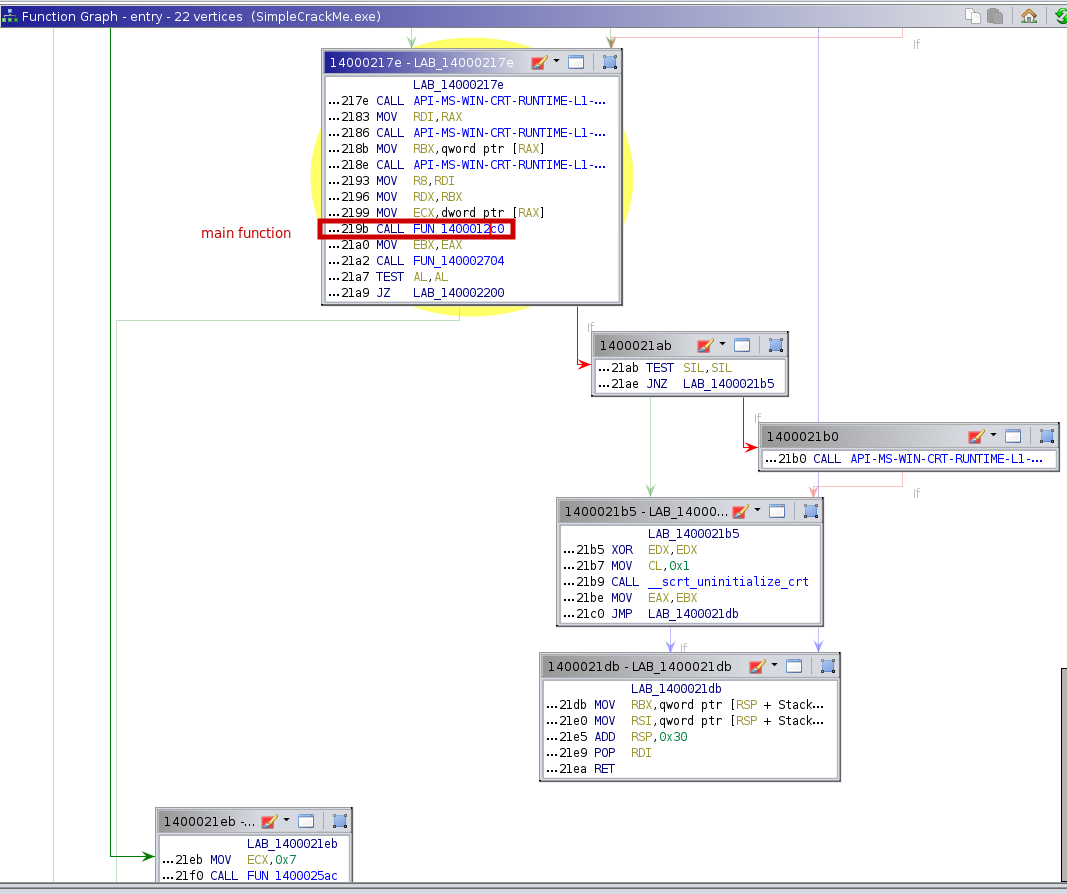 Function Graph - entry - 22 vertices (SimpleCrackMe.exe)
If
14000217e - LAB_14000217e
LAB_14000217e
...217e CALL API-MS-WIN-CRT-RUNTIME-L1-...
...2183 MOV RDI,RAX
...2186 CALL API-MS-WIN-CRT-RUNTIME-L1-...
...218b MOV RBX,qword ptr [RAX]
...218e CALL API-MS-WIN-CRT-RUNTIME-L1-...
...2193 MOV R8,RDI
...2196 MOV RDX,RBX
...2199 MOV ECX,dword ptr [RAX]
main function
...219b CALL FUN_1400012c0
...21a0 MOV EBX,EAX
...21a2 CALL FUN_140002704
...21a7 TEST AL,AL
...21a9 JZ LAB_140002200
If
1400021ab
...21ab TEST SIL,SIL
...21ae JNZ LAB_1400021b5
If
1400021b0
...21b0 CALL API-MS-WIN-CRT-RUNTIME-L1-...
If
1400021b5 - LAB_14000...
LAB_1400021b5
...21b5 XOR EDX,EDX
...21b7 MOV CL,0x1
...21b9 CALL __scrt_uninitialize_crt
...21be MOV EAX,EBX
...21c0 JMP LAB_1400021db
If
1400021db - LAB_1400021db
LAB_1400021db
...21db MOV RBX,qword ptr [RSP + Stack...
...21e0 MOV RSI,qword ptr [RSP + Stack...
...21e5 ADD RSP,0x30
...21e9 POP RDI
...21ea RET
1400021eb -...
LAB_1400021eb
...21eb MOV ECX,0x7
...21f0 CALL FUN_1400025ac